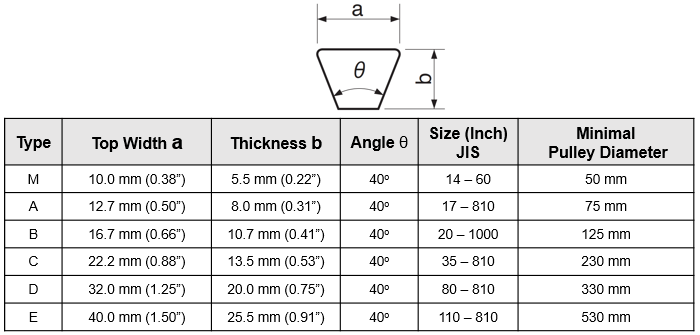 a
θ
b
Type Top Width a Thickness b Angle θ Size (Inch) JIS Minimal Pulley Diameter
M 10.0 mm (0.38”) 5.5 mm (0.22”) 40º 14 – 60 50 mm
A 12.7 mm (0.50”) 8.0 mm (0.31”) 40º 17 – 810 75 mm
B 16.7 mm (0.66”) 10.7 mm (0.41”) 40º 20 – 1000 125 mm
C 22.2 mm (0.88”) 13.5 mm (0.53”) 40º 35 – 810 230 mm
D 32.0 mm (1.25”) 20.0 mm (0.75”) 40º 80 – 810 330 mm
E 40.0 mm (1.50”) 25.5 mm (0.91”) 40º 110 – 810 530 mm